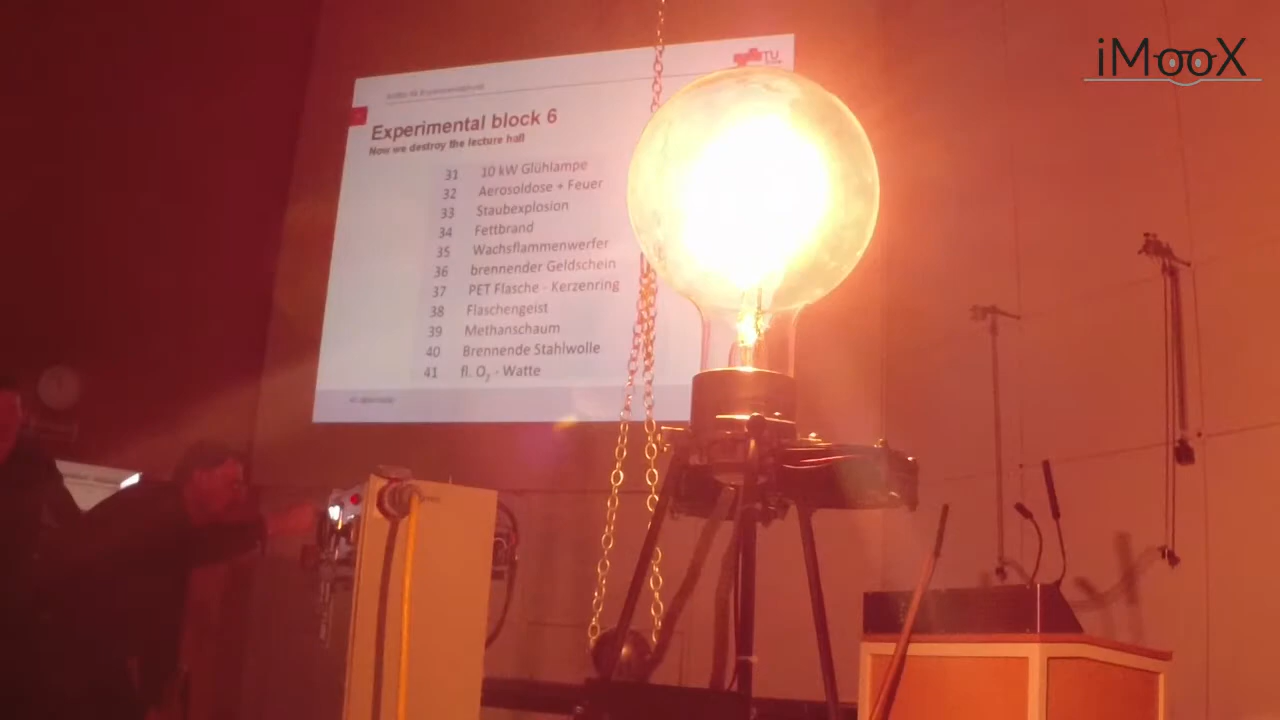 iMooX
TU
Experimental block 6
Now we destroy the lecture hall
31 10 kW Glühlampe
32 Aerosoldose + Feuer
33 Staubexplosion
34 Fettbrand
35 Wachsflammenwerfer
36 brennender Geldschein
37 PET Flasche - Kerzenring
38 Flaschengeist
39 Methanschaum
40 Brennende Stahlwolle
41 fl. O₂ - Watte